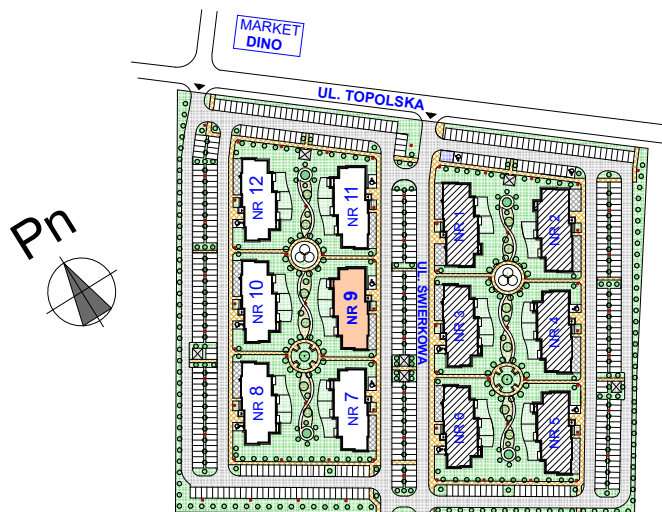 MARKET
DINO
UL. TOPOLSKA
Pn
NR 12
NR 11
NR 1
NR 2
NR 10
NR 9
UL. ŚWIERKOWA
NR 3
NR 4
NR 8
NR 7
NR 6
NR 5